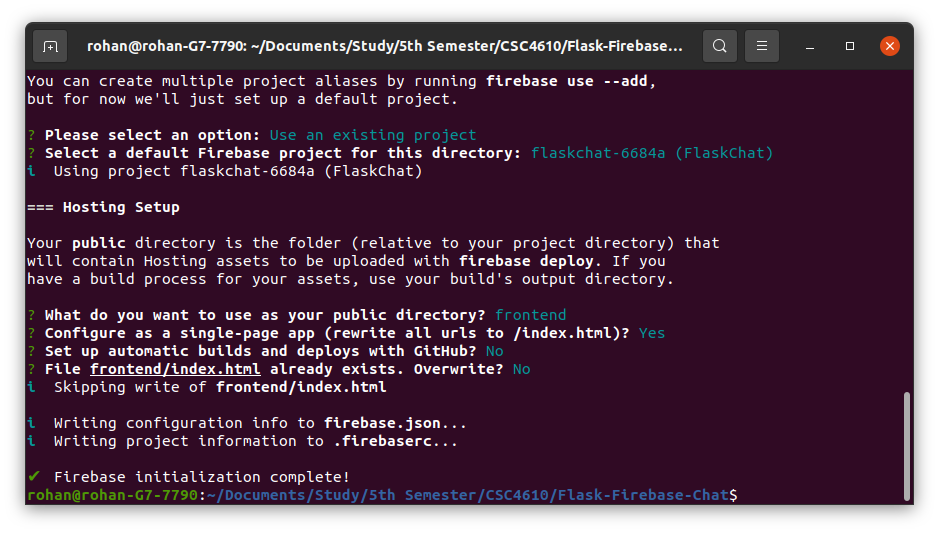 rohan@rohan-G7-7790: ~/Documents/Study/5th Semester/CSC4610/Flask-Firebase...
You can create multiple project aliases by running firebase use --add,
but for now we'll just set up a default project.
? Please select an option: Use an existing project
? Select a default Firebase project for this directory: flaskchat-6684a (FlaskChat)
i  Using project flaskchat-6684a (FlaskChat)
=== Hosting Setup
Your public directory is the folder (relative to your project directory) that
will contain Hosting assets to be uploaded with firebase deploy. If you
have a build process for your assets, use your build's output directory.
? What do you want to use as your public directory? frontend
? Configure as a single-page app (rewrite all urls to /index.html)? Yes
? Set up automatic builds and deploys with GitHub? No
? File frontend/index.html already exists. Overwrite? No
i  Skipping write of frontend/index.html
i  Writing configuration info to firebase.json...
i  Writing project information to .firebaserc...
✔  Firebase initialization complete!
rohan@rohan-G7-7790:~/Documents/Study/5th Semester/CSC4610/Flask-Firebase-Chat$